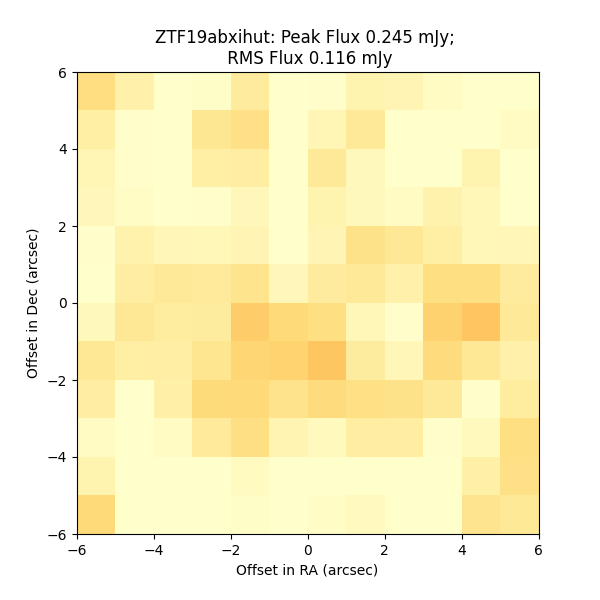 ZTF19abxihut: Peak Flux 0.245 mJy;
RMS Flux 0.116 mJy
6
4
2
0
−2
−4
−6
Offset in Dec (arcsec)
−6 −4 −2 0 2 4 6
Offset in RA (arcsec)